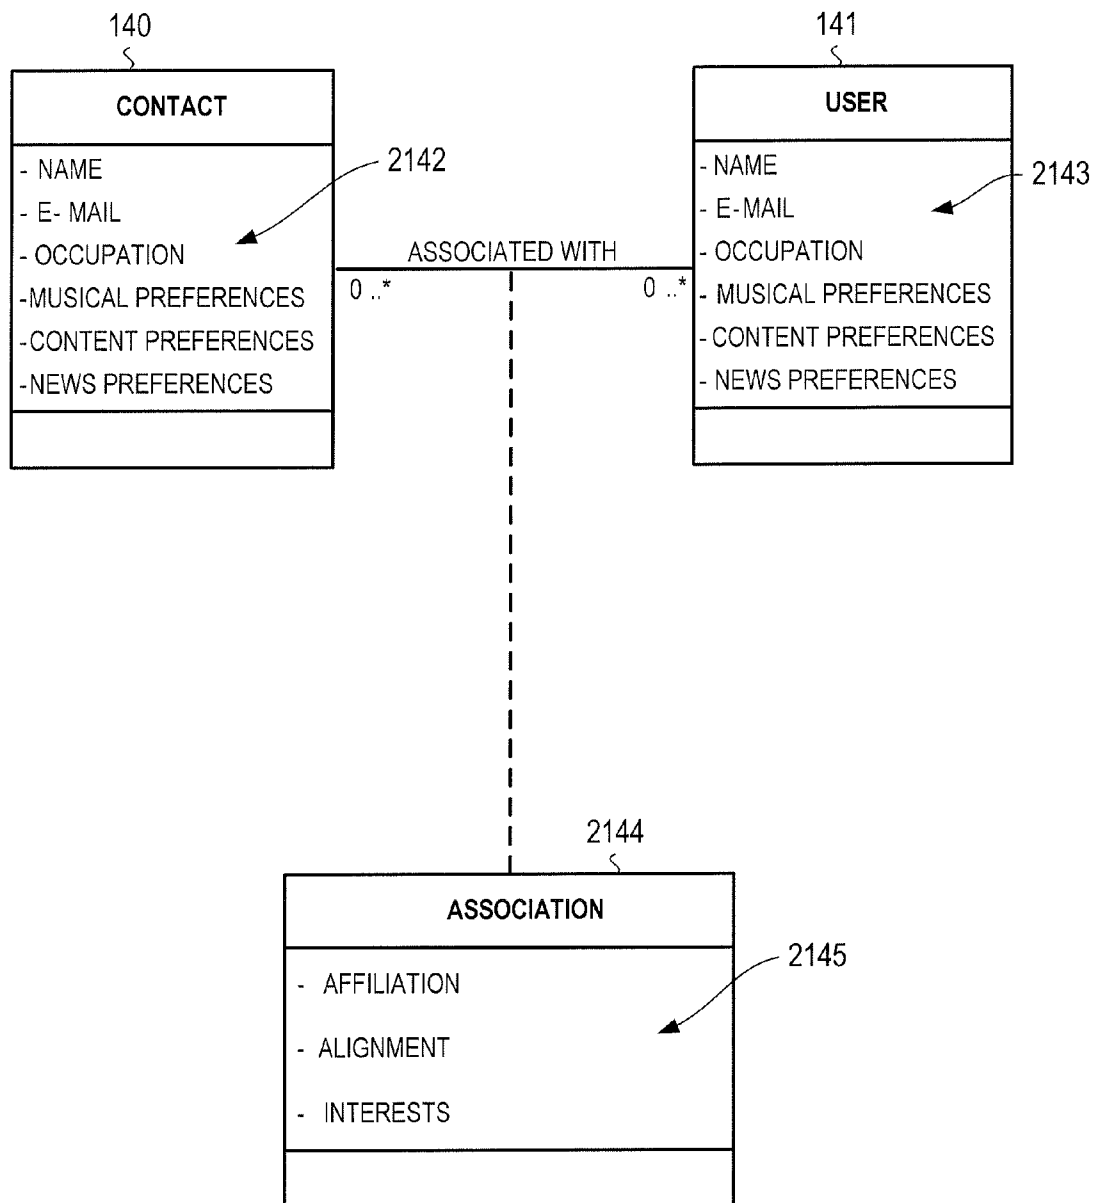 140
141
CONTACT
USER
- NAME
- E- MAIL
- OCCUPATION
-MUSICAL PREFERENCES
-CONTENT PREFERENCES
-NEWS PREFERENCES
2142
ASSOCIATED WITH
0 ..*
0 ..*
- NAME
- E-MAIL
- OCCUPATION
- MUSICAL PREFERENCES
- CONTENT PREFERENCES
- NEWS PREFERENCES
2143
2144
ASSOCIATION
- AFFILIATION
- ALIGNMENT
- INTERESTS
2145